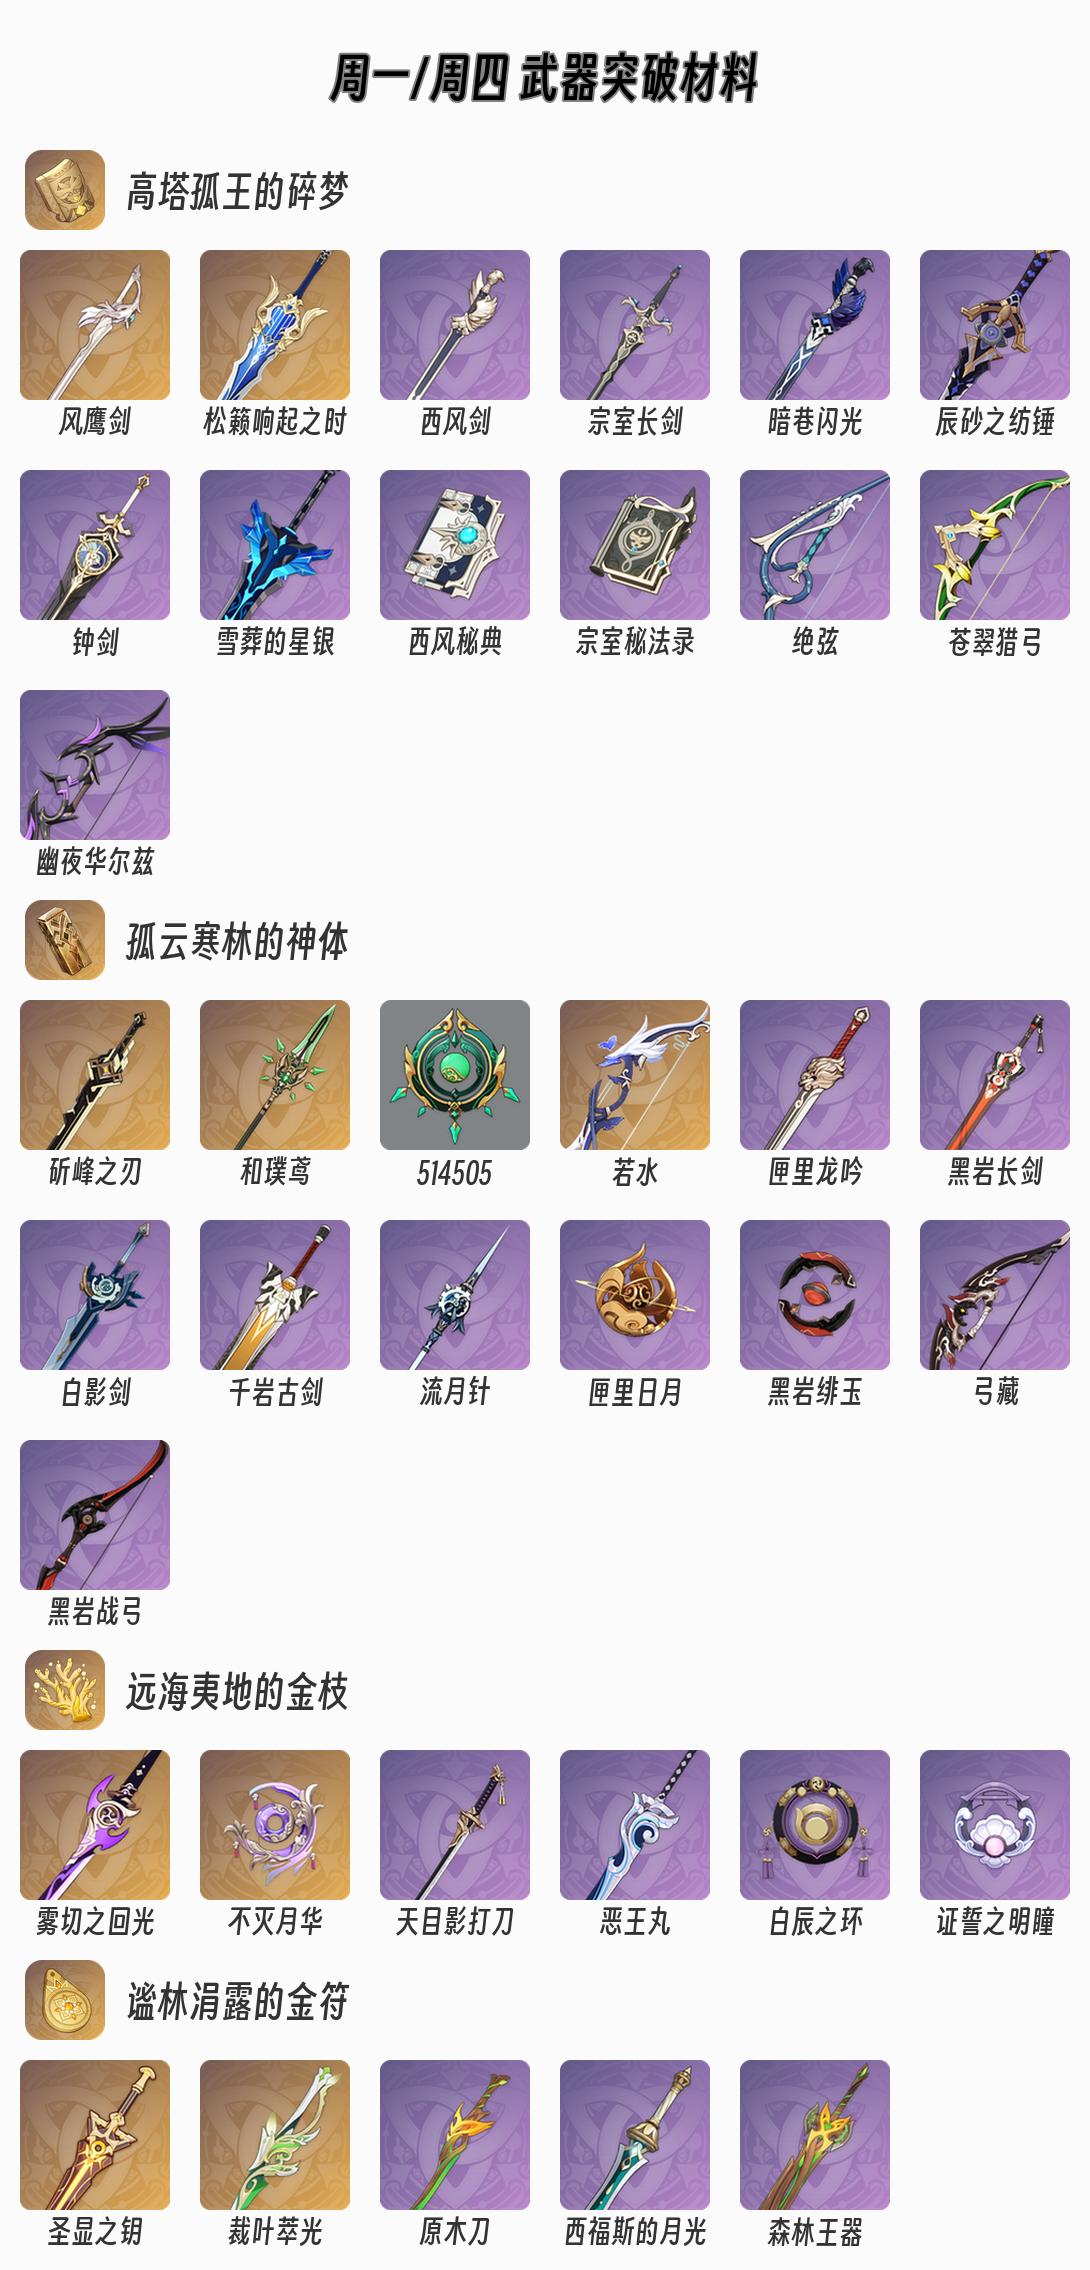 周一/周四 武器突破材料
高塔孤王的碎梦
风鹰剑 松籁响起之时 西风剑 宗室长剑 暗巷闪光 辰砂之纺锤
钟剑 雪葬的星银 西风秘典 宗室秘法录 绝弦 苍翠猎弓
幽夜华尔兹
孤云寒林的神体
斫峰之刃 和璞鸢 514505 若水 匣里龙吟 黑岩长剑
白影剑 千岩古剑 流月针 匣里日月 黑岩绯玉 弓藏
黑岩战弓
远海夷地的金枝
雾切之回光 不灭月华 天目影打刀 恶王丸 白辰之环 证誓之明瞳
谧林涓露的金符
圣显之钥 裁叶萃光 原木刀 西福斯的月光 森林王器